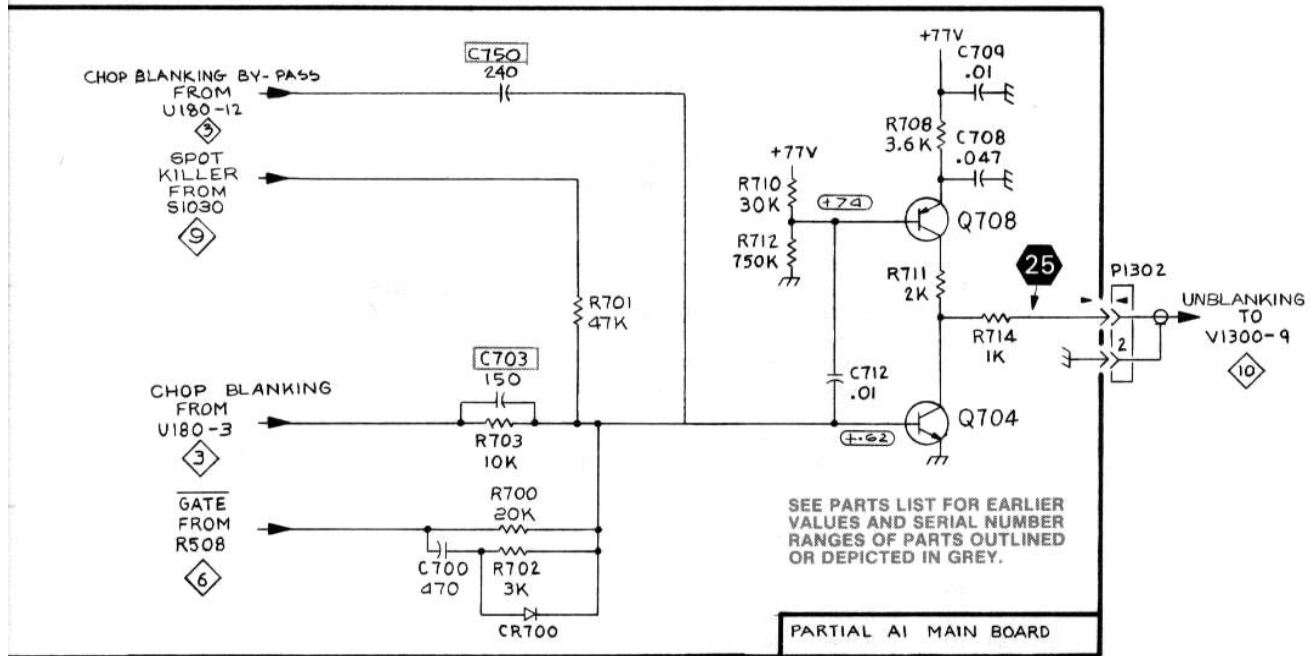 C750
240
CHOP BLANKING BY-PASS
FROM
U180-12
3
SPOT
KILLER
FROM
S1030
9
R701
47K
C703
150
CHOP BLANKING
FROM
U180-3
3
R703
10K
GATE
FROM
R508
6
R700
20K
C700
470
R702
3K
CR700
+77V
C709
.01
R708
3.6K
C708
.047
+77V
R710
30K
+74
Q708
R712
750K
R711
2K
25
P1302
R714
1K
2
UNBLANKING
TO
V1300-9
10
C712
.01
Q704
+.62
SEE PARTS LIST FOR EARLIER
VALUES AND SERIAL NUMBER
RANGES OF PARTS OUTLINED
OR DEPICTED IN GREY.
PARTIAL A1 MAIN BOARD